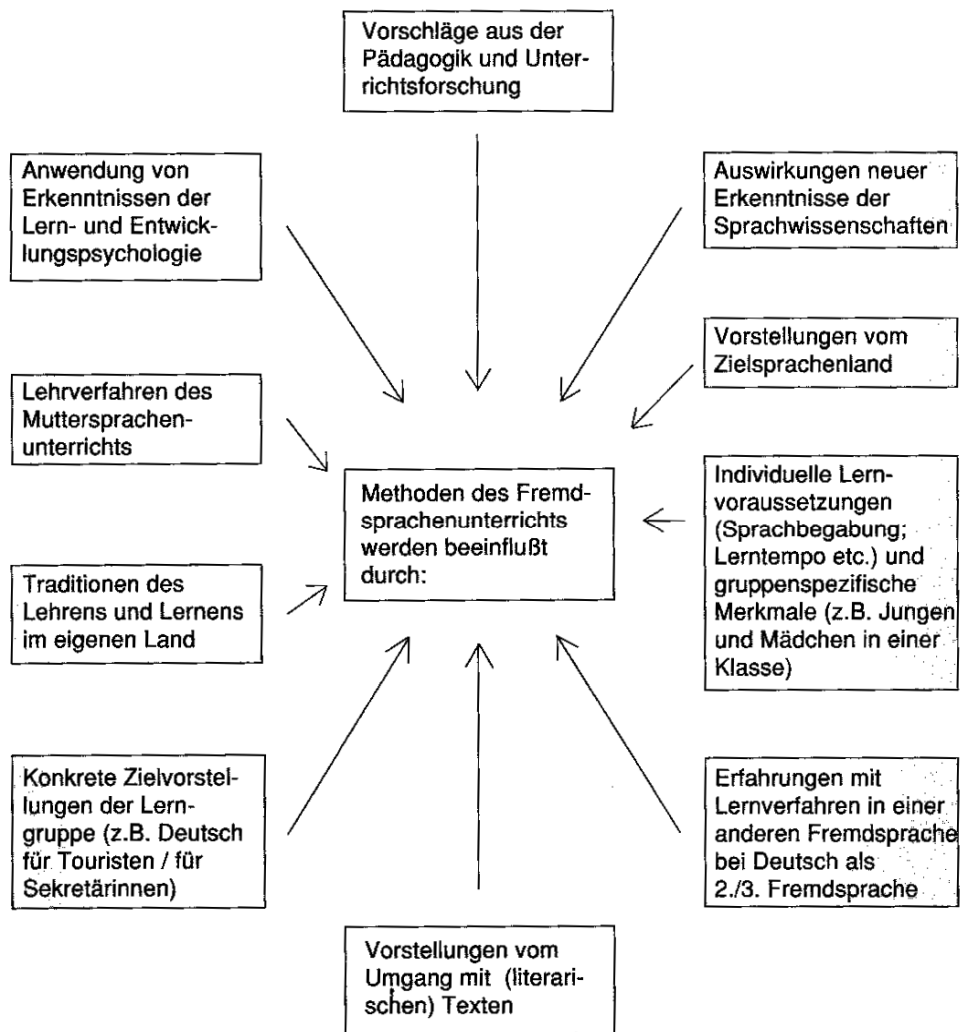 Vorschläge aus der
Pädagogik und Unter-
richtsforschung
Anwendung von
Erkenntnissen der
Lern- und Entwick-
lungspsychologie
Auswirkungen neuer
Erkenntnisse der
Sprachwissenschaften
Vorstellungen vom
Zielsprachenland
Lehrverfahren des
Muttersprachen-
unterrichts
Methoden des Fremd-
sprachenunterrichts
werden beeinflußt
durch:
Individuelle Lern-
voraussetzungen
(Sprachbegabung;
Lerntempo etc.) und
gruppenspezifische
Merkmale (z.B. Jungen
und Mädchen in einer
Klasse)
Traditionen des
Lehrens und Lernens
im eigenen Land
Konkrete Zielvorstel-
lungen der Lern-
gruppe (z.B. Deutsch
für Touristen / für
Sekretärinnen)
Erfahrungen mit
Lernverfahren in einer
anderen Fremdsprache
bei Deutsch als
2./3. Fremdsprache
Vorstellungen vom
Umgang mit (literari-
schen) Texten